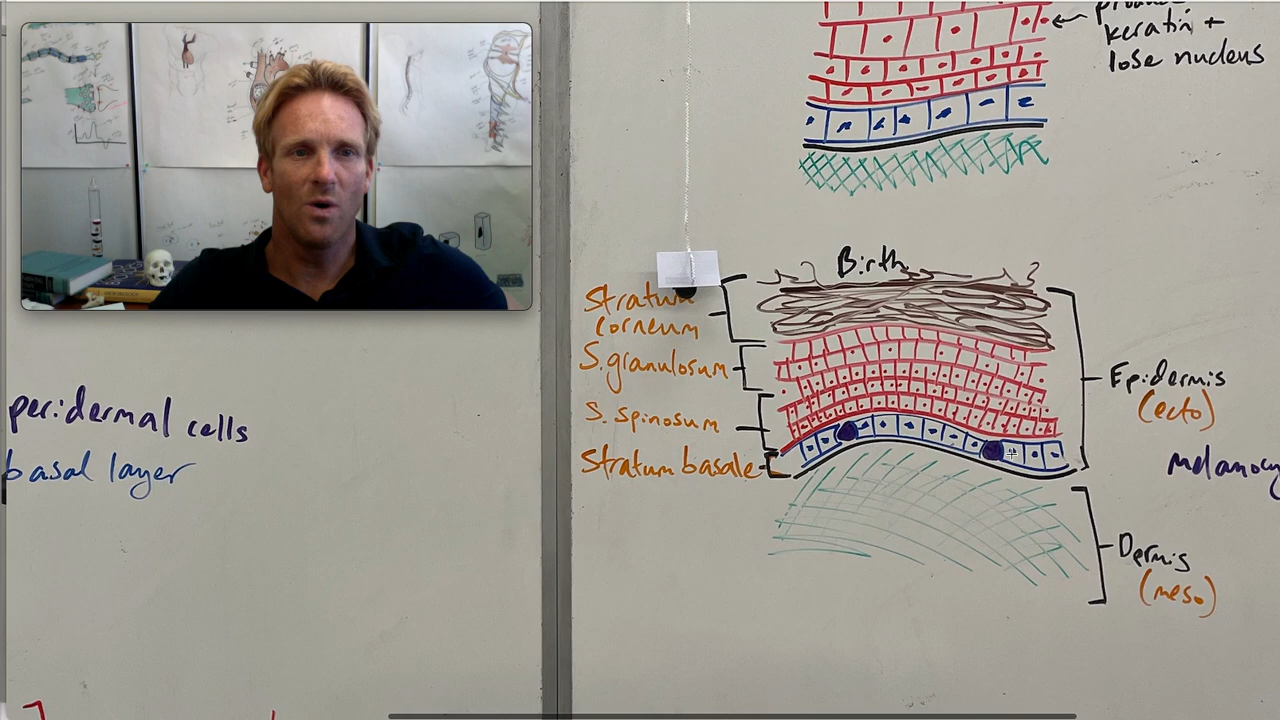 keratin +
lose nucleus
Birth
Stratum
corneum
S. granulosum
S. spinosum
Stratum basale
Epidermis
(ecto)
Dermis
(meso)
peridermal cells
basal layer